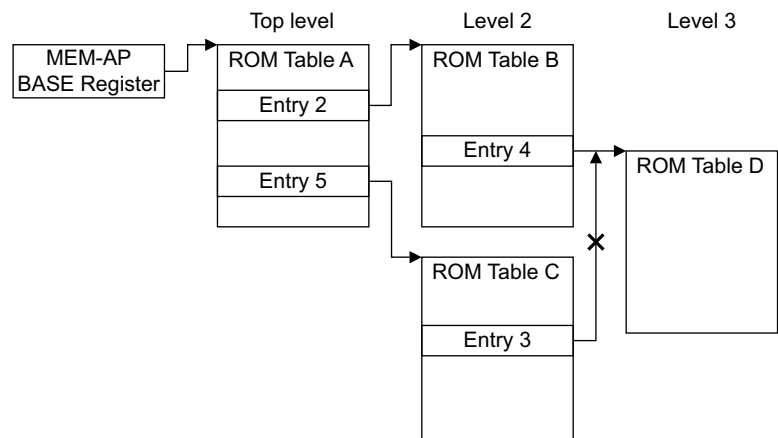 Top level
Level 2
Level 3
MEM-AP
BASE Register
ROM Table A
Entry 2
Entry 5
ROM Table B
Entry 4
ROM Table C
Entry 3
ROM Table D